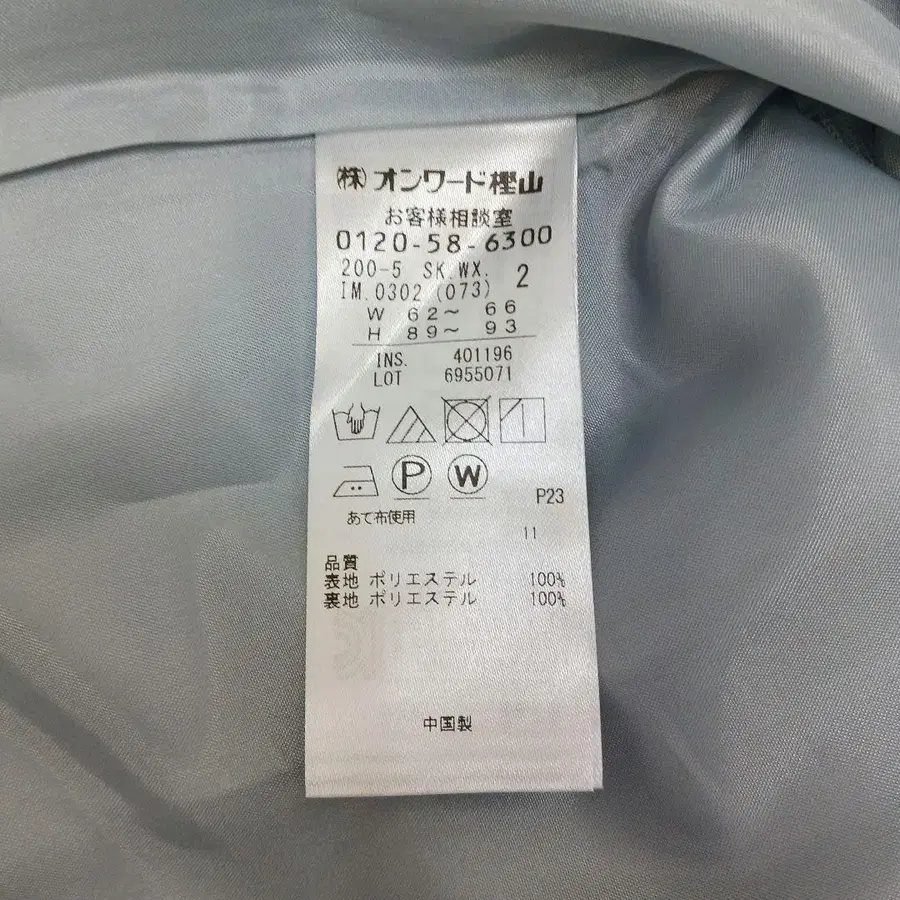 (株)オンワード樫山
お客様相談室
0120-58-6300
200-5 SK.WX. 2
IM.0302 (073)
W 62〜 66
H 89〜 93
INS. 401196
LOT 6955071
P W
P23
あて布使用
11
品質
表地 ポリエステル 100%
裏地 ポリエステル 100%
中国製